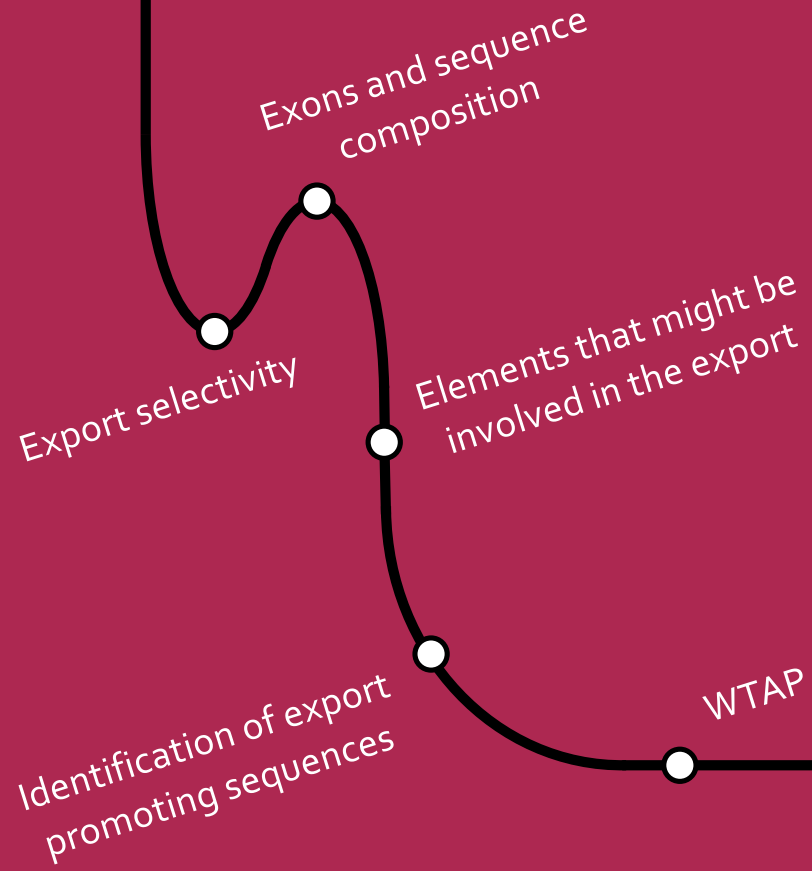 Exons and sequence
composition
Export selectivity
Elements that might be
involved in the export
Identification of export
promoting sequences
WTAP